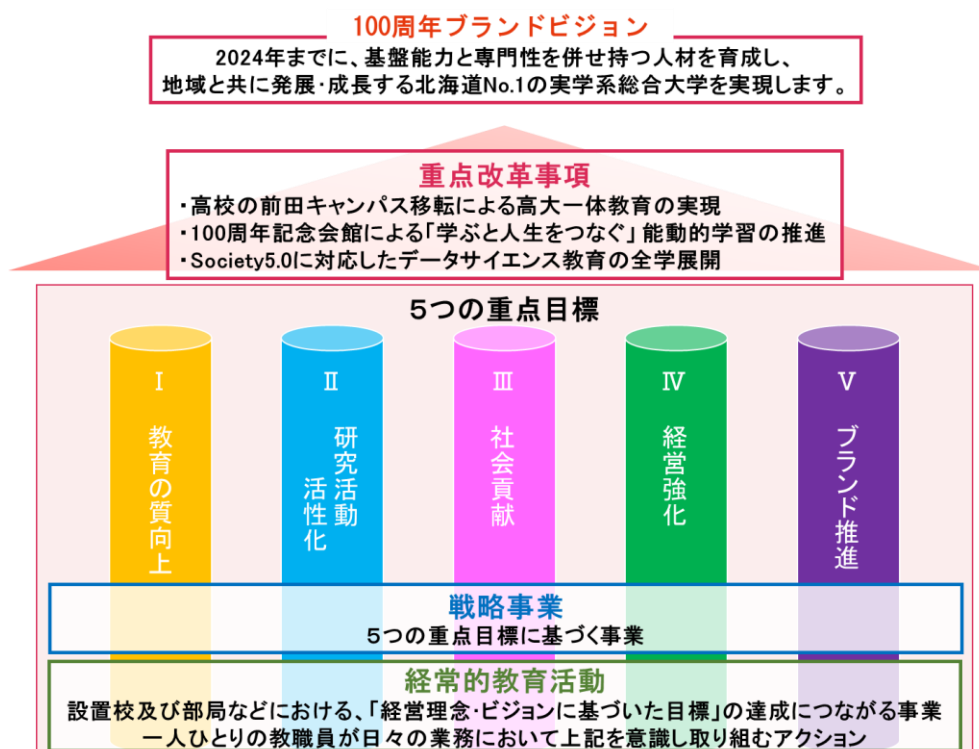 100周年ブランドビジョン
2024年までに、基盤能力と専門性を併せ持つ人材を育成し、
地域と共に発展・成長する北海道No.1の実学系総合大学を実現します。
重点改革事項
・高校の前田キャンパス移転による高大一体教育の実現
・100周年記念会館による「学ぶと人生をつなぐ」能動的学習の推進
・Society5.0に対応したデータサイエンス教育の全学展開
5つの重点目標
Ⅰ
教育の質向上
Ⅱ
研究活動
活性化
Ⅲ
社会貢献
Ⅳ
経営強化
Ⅴ
ブランド推進
戦略事業
5つの重点目標に基づく事業
経常的教育活動
設置校及び部局などにおける、「経営理念・ビジョンに基づいた目標」の達成につながる事業
一人ひとりの教職員が日々の業務において上記を意識し取り組むアクション